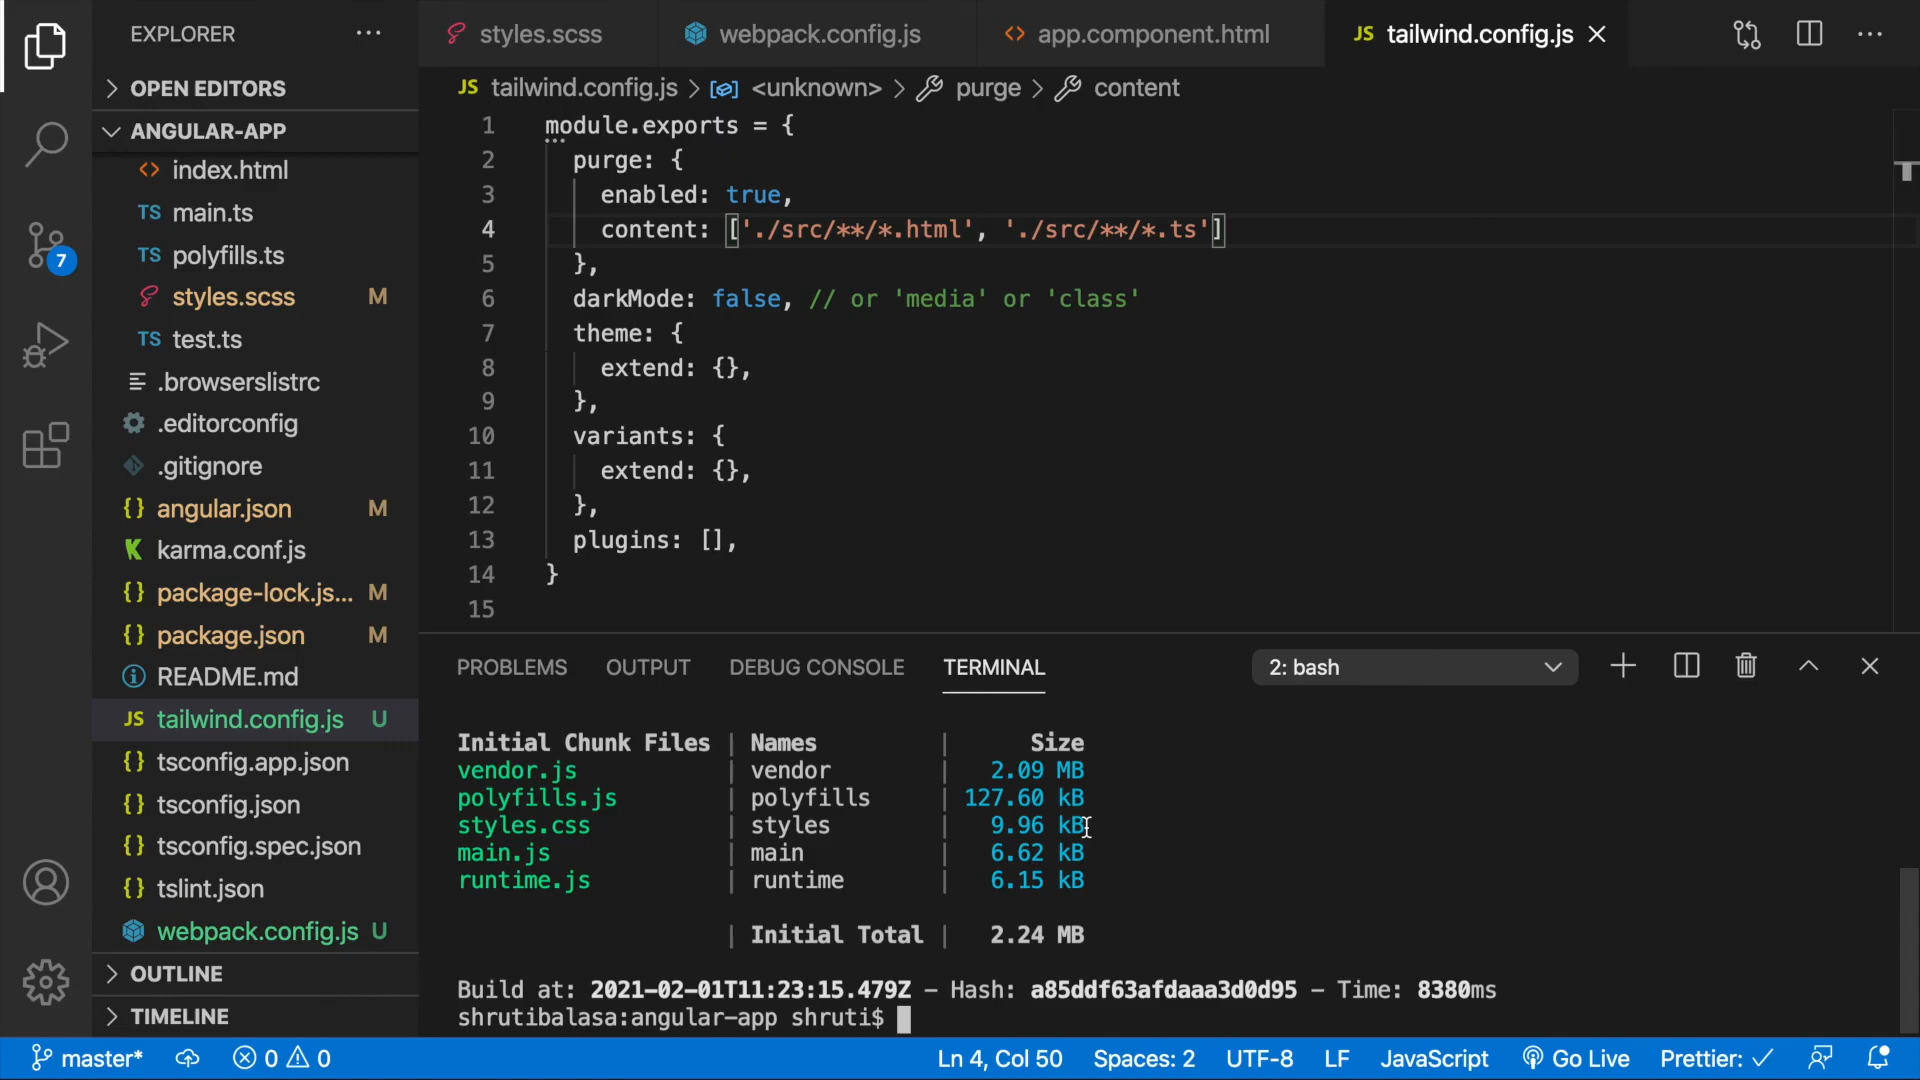 EXPLORER
styles.scss
webpack.config.js
app.component.html
JS tailwind.config.js
OPEN EDITORS
JS tailwind.config.js > <unknown> > purge > content
ANGULAR-APP
index.html
TS main.ts
TS polyfills.ts
styles.scss M
TS test.ts
.browserslistrc
.editorconfig
.gitignore
{} angular.json M
karma.conf.js
{} package-lock.js... M
{} package.json M
README.md
JS tailwind.config.js U
{} tsconfig.app.json
{} tsconfig.json
{} tsconfig.spec.json
{} tslint.json
webpack.config.js U
OUTLINE
TIMELINE
7
1 module.exports = {
2 purge: {
3 enabled: true,
4 content: ['./src/**/*.html', './src/**/*.ts']
5 },
6 darkMode: false, // or 'media' or 'class'
7 theme: {
8 extend: {},
9 },
10 variants: {
11 extend: {},
12 },
13 plugins: [],
14 }
15
PROBLEMS OUTPUT DEBUG CONSOLE TERMINAL 2: bash
Initial Chunk Files | Names | Size
vendor.js | vendor | 2.09 MB
polyfills.js | polyfills | 127.60 kB
styles.css | styles | 9.96 kB
main.js | main | 6.62 kB
runtime.js | runtime | 6.15 kB
| Initial Total | 2.24 MB
Build at: 2021-02-01T11:23:15.479Z - Hash: a85ddf63afdaaa3d0d95 - Time: 8380ms
shrutibalasa:angular-app shruti$
master* 0 0 Ln 4, Col 50 Spaces: 2 UTF-8 LF JavaScript Go Live Prettier: ✓